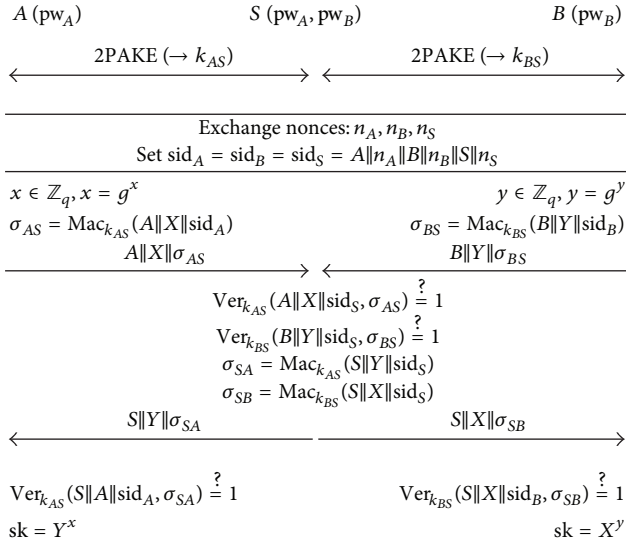 A (pw_A) S (pw_A, pw_B) B (pw_B)
2PAKE (→ k_AS) 2PAKE (→ k_BS)
Exchange nonces: n_A, n_B, n_S
Set sid_A = sid_B = sid_S = A‖n_A‖B‖n_B‖S‖n_S
x ∈ ℤ_q, x = g^x y ∈ ℤ_q, y = g^y
σ_AS = Mac_{k_AS}(A‖X‖sid_A) σ_BS = Mac_{k_BS}(B‖Y‖sid_B)
A‖X‖σ_AS B‖Y‖σ_BS
Ver_{k_AS}(A‖X‖sid_S, σ_AS) ≟ 1
Ver_{k_BS}(B‖Y‖sid_S, σ_BS) ≟ 1
σ_SA = Mac_{k_AS}(S‖Y‖sid_S)
σ_SB = Mac_{k_BS}(S‖X‖sid_S)
S‖Y‖σ_SA S‖X‖σ_SB
Ver_{k_AS}(S‖A‖sid_A, σ_SA) ≟ 1 Ver_{k_BS}(S‖X‖sid_B, σ_SB) ≟ 1
sk = Y^x sk = X^y